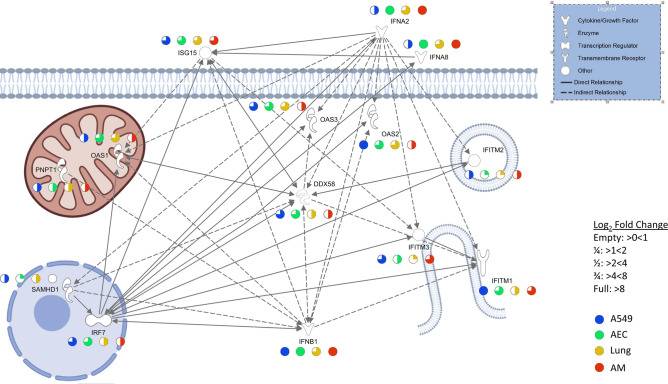 IFNA2
Legend
Cytokine/Growth Factor
Enzyme
Transcription Regulator
Transmembrane Receptor
Other
Direct Relationship
Indirect Relationship
ISG15
IFNA8
OAS3
OAS2
OAS1
PNPT1
IFITM2
DDX58
IFITM3
IFITM1
SAMHD1
IRF7
IFNB1
Log2 Fold Change
Empty: >0<1
¼: >1<2
½: >2<4
¾: >4<8
Full: >8
A549
AEC
Lung
AM